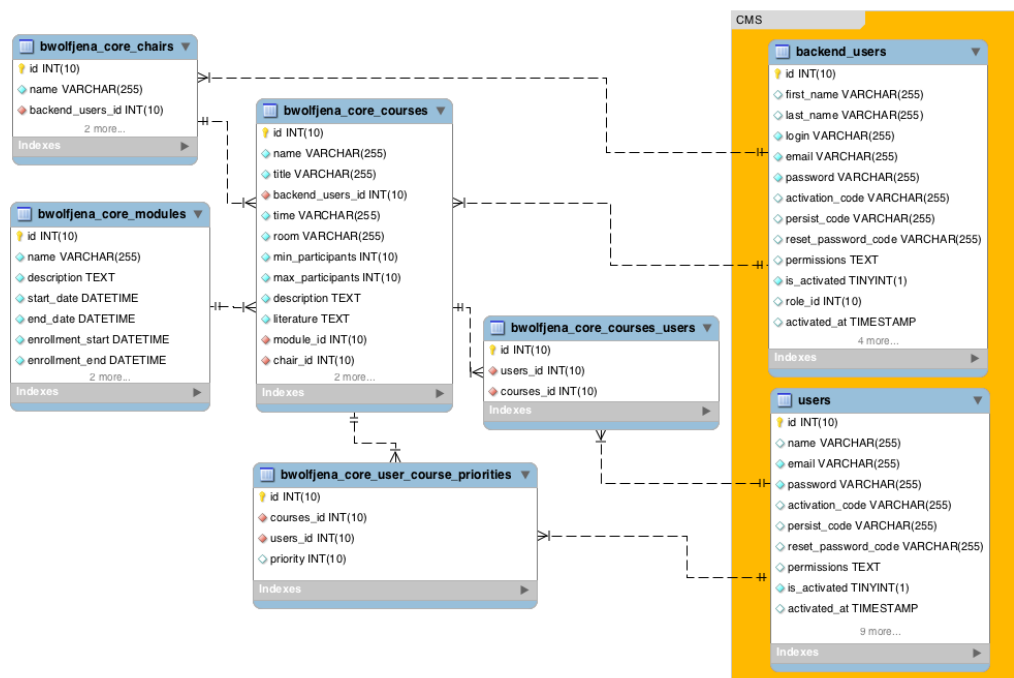 CMS
bwolfjena_core_chairs
id INT(10)
name VARCHAR(255)
backend_users_id INT(10)
2 more...
Indexes
bwolfjena_core_modules
id INT(10)
name VARCHAR(255)
description TEXT
start_date DATETIME
end_date DATETIME
enrollment_start DATETIME
enrollment_end DATETIME
2 more...
Indexes
bwolfjena_core_courses
id INT(10)
name VARCHAR(255)
title VARCHAR(255)
backend_users_id INT(10)
time VARCHAR(255)
room VARCHAR(255)
min_participants INT(10)
max_participants INT(10)
description TEXT
literature TEXT
module_id INT(10)
chair_id INT(10)
2 more...
Indexes
bwolfjena_core_courses_users
id INT(10)
users_id INT(10)
courses_id INT(10)
Indexes
bwolfjena_core_user_course_priorities
id INT(10)
courses_id INT(10)
users_id INT(10)
priority INT(10)
Indexes
backend_users
id INT(10)
first_name VARCHAR(255)
last_name VARCHAR(255)
login VARCHAR(255)
email VARCHAR(255)
password VARCHAR(255)
activation_code VARCHAR(255)
persist_code VARCHAR(255)
reset_password_code VARCHAR(255)
permissions TEXT
is_activated TINYINT(1)
role_id INT(10)
activated_at TIMESTAMP
4 more...
Indexes
users
id INT(10)
name VARCHAR(255)
email VARCHAR(255)
password VARCHAR(255)
activation_code VARCHAR(255)
persist_code VARCHAR(255)
reset_password_code VARCHAR(255)
permissions TEXT
is_activated TINYINT(1)
activated_at TIMESTAMP
9 more...
Indexes